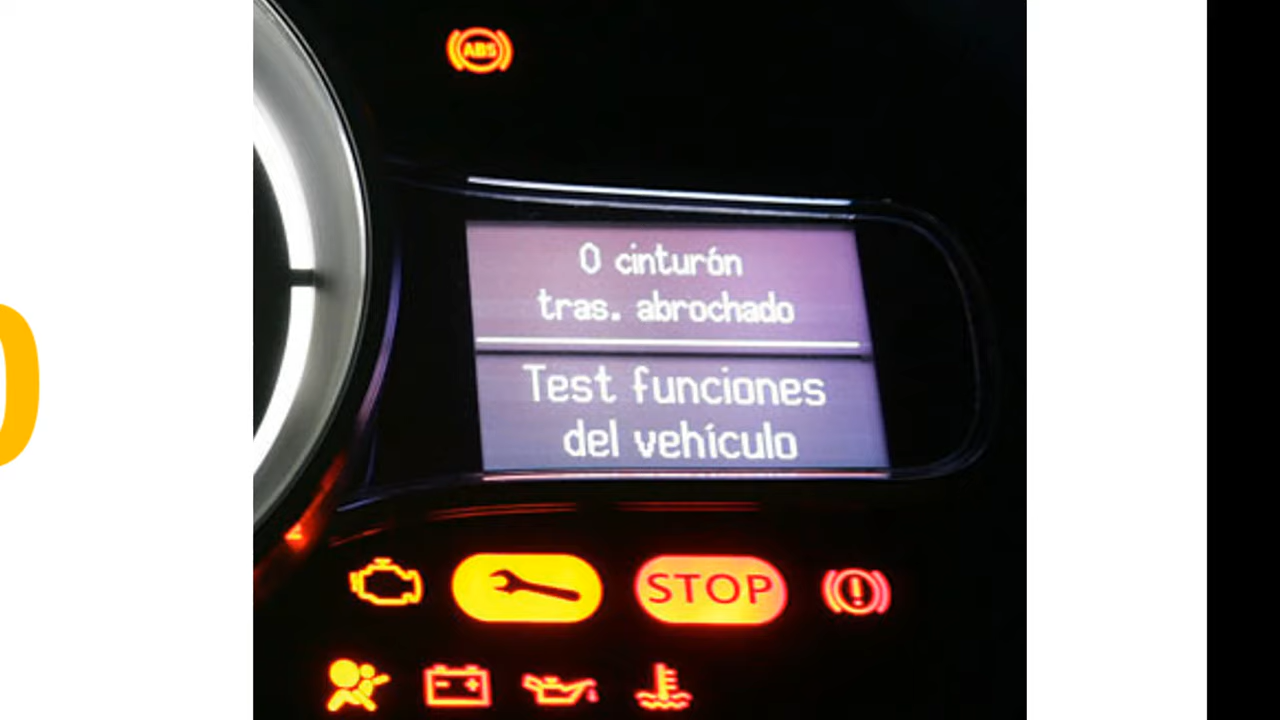 ABS
0 cinturón
tras. abrochado
Test funciones
del vehículo
STOP